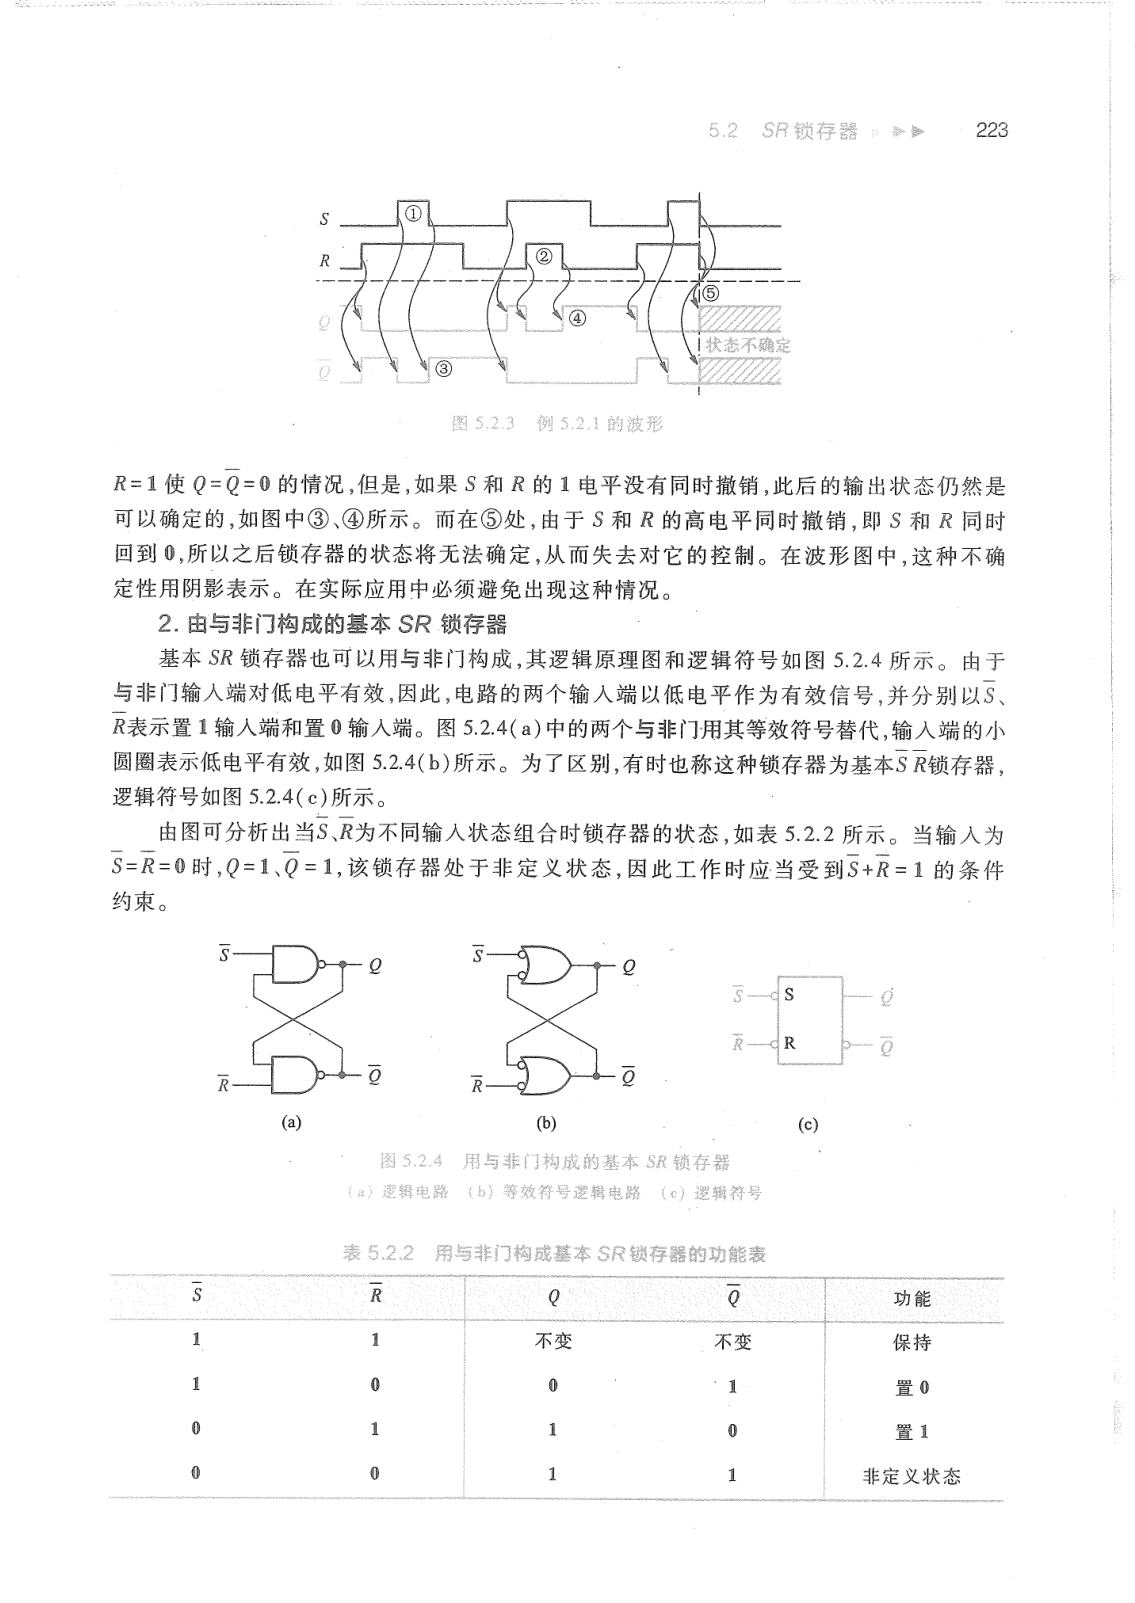 5.2 SR锁存器 223
S
①
R
②
⑤
Q
④
状态不确定
Q̅
③
图 5.2.3 例 5.2.1 的波形
R=1 使 Q=Q̅=0 的情况,但是,如果 S 和 R 的 1 电平没有同时撤销,此后的输出状态仍然是
可以确定的,如图中③、④所示。而在⑤处,由于 S 和 R 的高电平同时撤销,即 S 和 R 同时
回到 0,所以之后锁存器的状态将无法确定,从而失去对它的控制。在波形图中,这种不确
定性用阴影表示。在实际应用中必须避免出现这种情况。
2. 由与非门构成的基本 SR 锁存器
基本 SR 锁存器也可以用与非门构成,其逻辑原理图和逻辑符号如图 5.2.4 所示。由于
与非门输入端对低电平有效,因此,电路的两个输入端以低电平作为有效信号,并分别以S̅、
R̅表示置 1 输入端和置 0 输入端。图 5.2.4(a)中的两个与非门用其等效符号替代,输入端的小
圆圈表示低电平有效,如图 5.2.4(b)所示。为了区别,有时也称这种锁存器为基本S̅ R̅锁存器,
逻辑符号如图 5.2.4(c)所示。
由图可分析出当S̅、R̅为不同输入状态组合时锁存器的状态,如表 5.2.2 所示。当输入为
S̅=R̅=0 时,Q=1、Q̅=1,该锁存器处于非定义状态,因此工作时应当受到S̅+R̅=1 的条件
约束。
S̅ Q S̅ Q
S̅ S Q
R̅ R Q̅
R̅ Q̅ R̅ Q̅
(a) (b) (c)
图 5.2.4 用与非门构成的基本 SR 锁存器
(a) 逻辑电路 (b) 等效符号逻辑电路 (c) 逻辑符号
表 5.2.2 用与非门构成基本 SR 锁存器的功能表
S̅ R̅ Q Q̅ 功能
1 1 不变 不变 保持
1 0 0 1 置 0
0 1 1 0 置 1
0 0 1 1 非定义状态